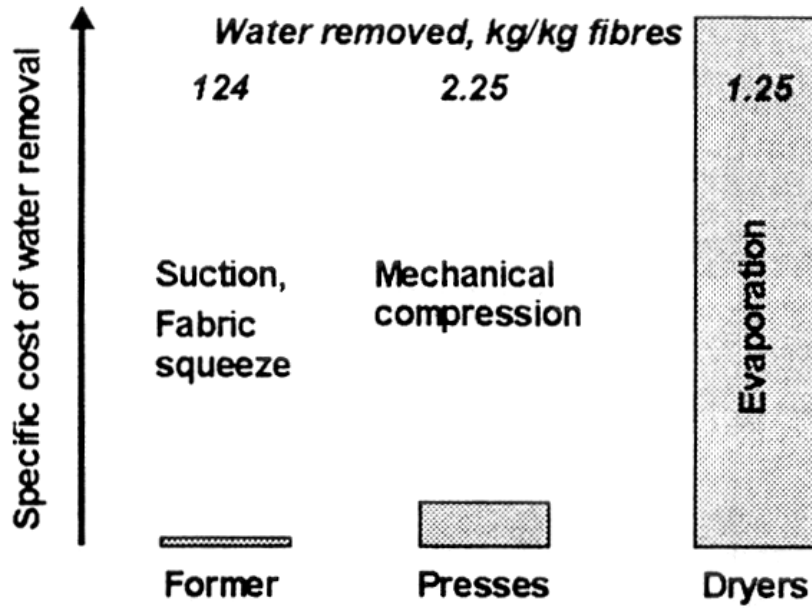 Water removed, kg/kg fibres
124 2.25 1.25
Specific cost of water removal
Suction,
Fabric
squeeze
Mechanical
compression
Evaporation
Former Presses Dryers